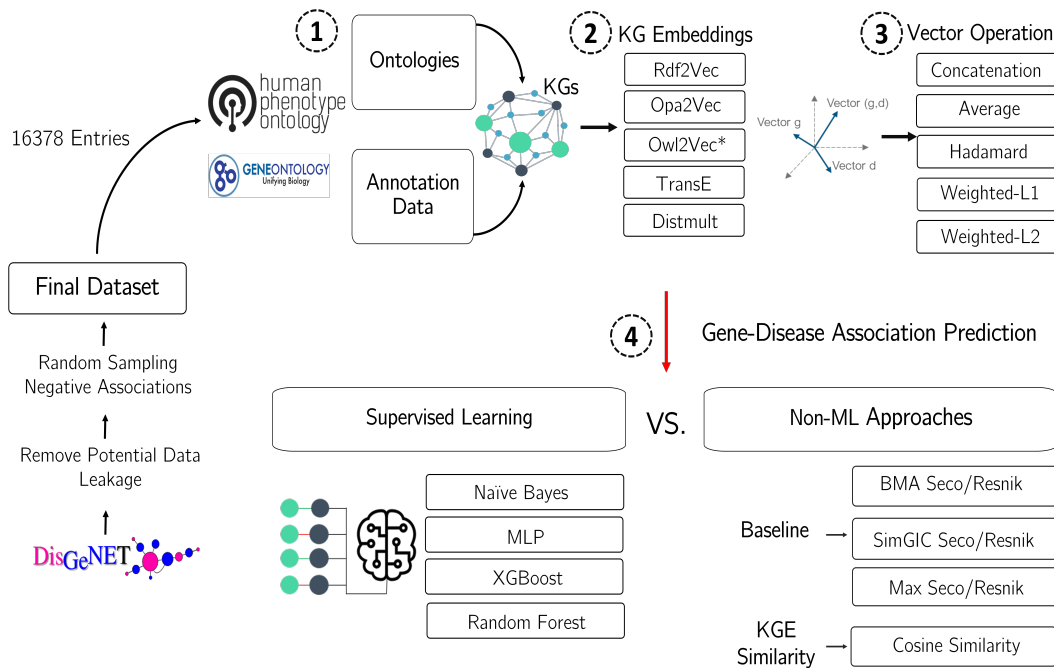 1
Ontologies
human
phenotype
ontology
GENEONTOLOGY
Unifying Biology
Annotation
Data
KGs
16378 Entries
Final Dataset
Random Sampling
Negative Associations
Remove Potential Data
Leakage
DisGeNET
2
KG Embeddings
Rdf2Vec
Opa2Vec
Owl2Vec*
TransE
Distmult
3
Vector Operation
Vector (g,d)
Vector g
Vector d
Concatenation
Average
Hadamard
Weighted-L1
Weighted-L2
4
Gene-Disease Association Prediction
Supervised Learning
VS.
Non-ML Approaches
Naïve Bayes
MLP
XGBoost
Random Forest
Baseline
BMA Seco/Resnik
SimGIC Seco/Resnik
Max Seco/Resnik
KGE
Similarity
Cosine Similarity